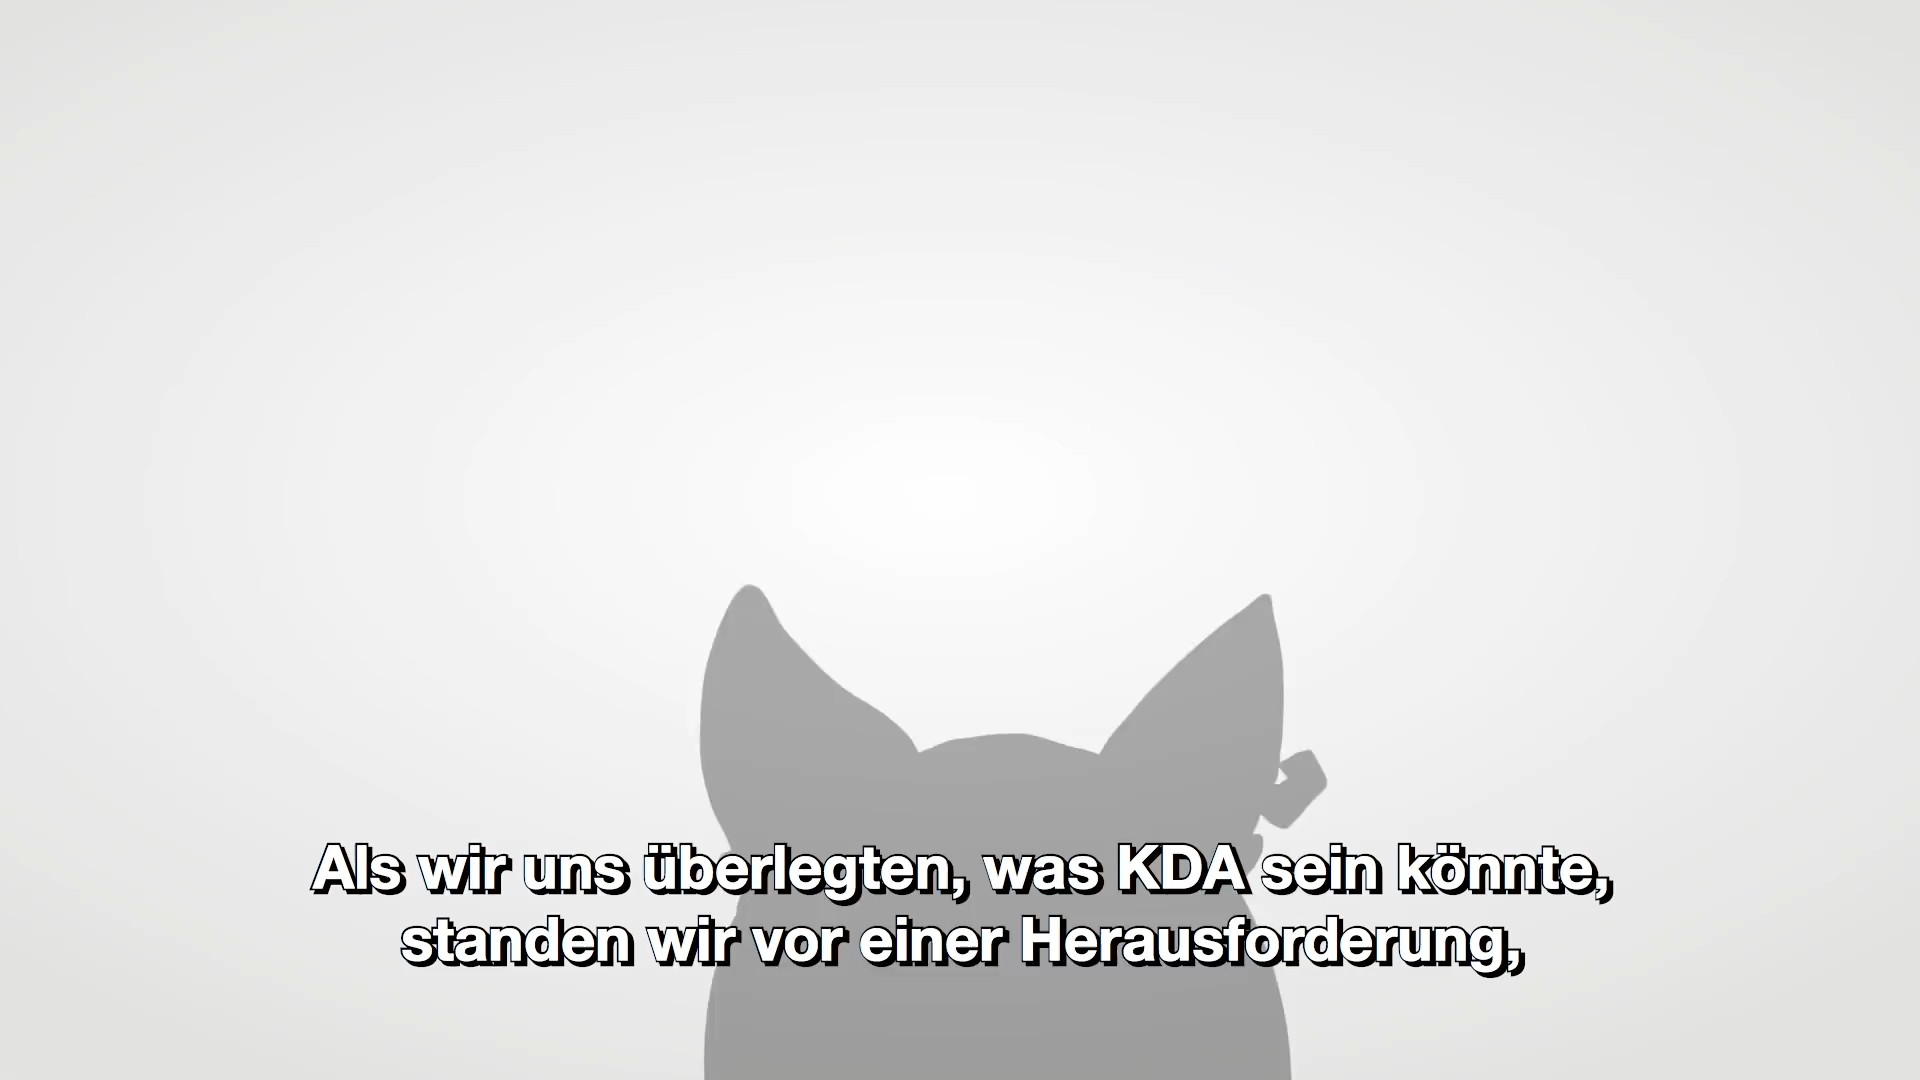 Als wir uns überlegten, was KDA sein könnte,
standen wir vor einer Herausforderung,